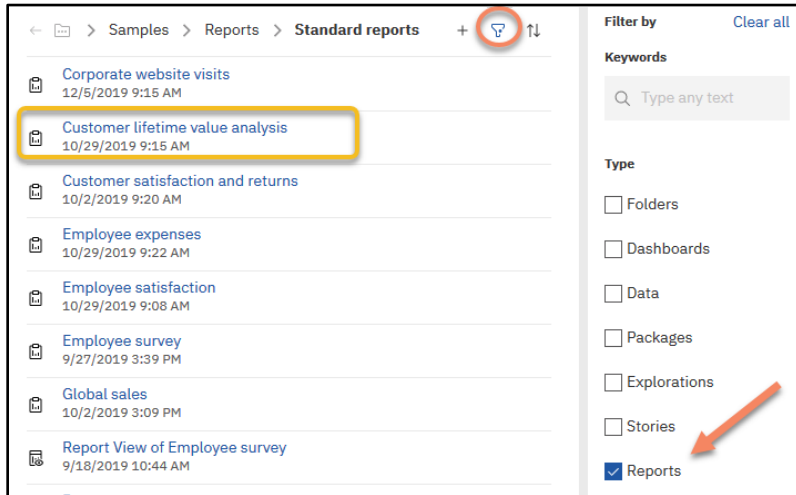 Samples > Reports > Standard reports
Corporate website visits
12/5/2019 9:15 AM
Customer lifetime value analysis
10/29/2019 9:15 AM
Customer satisfaction and returns
10/2/2019 9:20 AM
Employee expenses
10/29/2019 9:22 AM
Employee satisfaction
10/29/2019 9:08 AM
Employee survey
9/27/2019 3:39 PM
Global sales
10/2/2019 3:09 PM
Report View of Employee survey
9/18/2019 10:44 AM
Filter by Clear all
Keywords
Type any text
Type
Folders
Dashboards
Data
Packages
Explorations
Stories
Reports